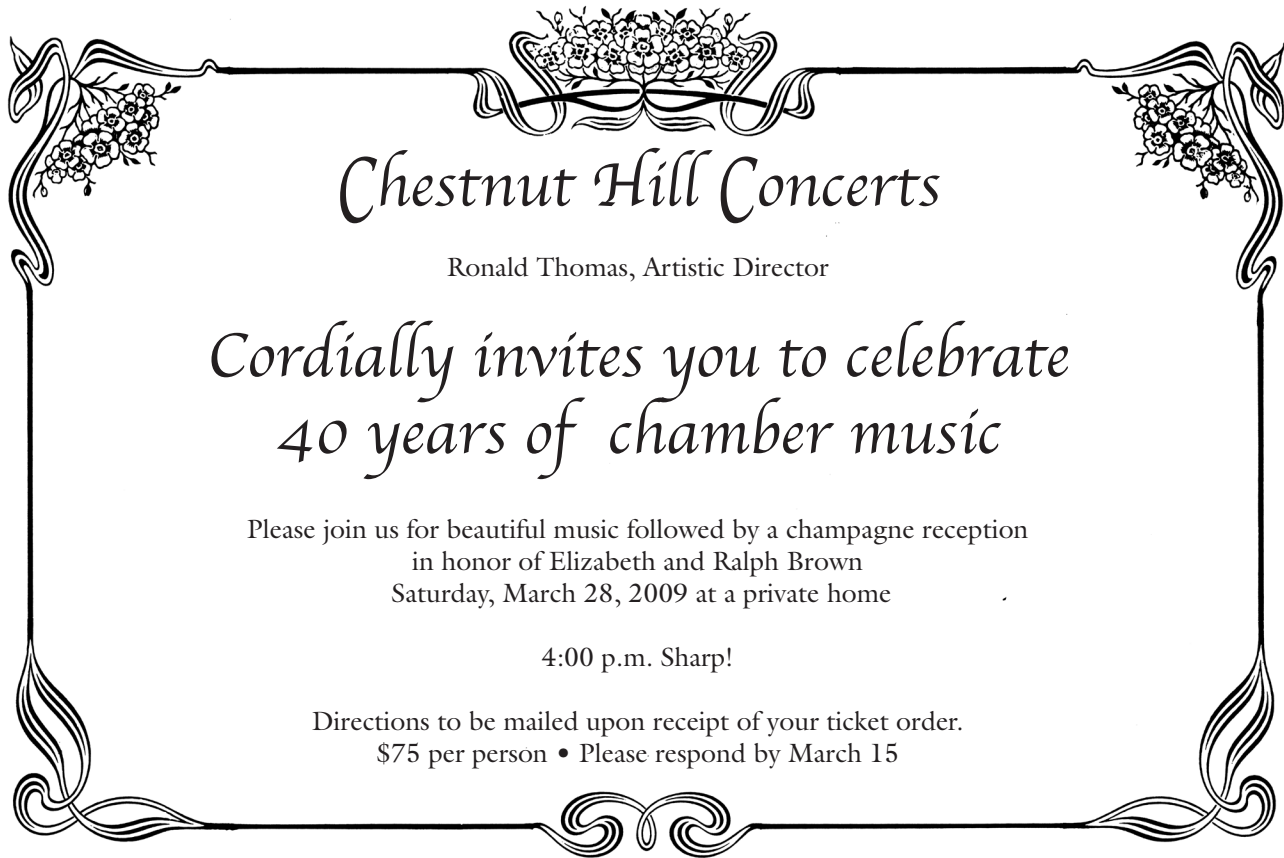 Chestnut Hill Concerts
Ronald Thomas, Artistic Director
Cordially invites you to celebrate
40 years of chamber music
Please join us for beautiful music followed by a champagne reception
in honor of Elizabeth and Ralph Brown
Saturday, March 28, 2009 at a private home
4:00 p.m. Sharp!
Directions to be mailed upon receipt of your ticket order.
$75 per person • Please respond by March 15